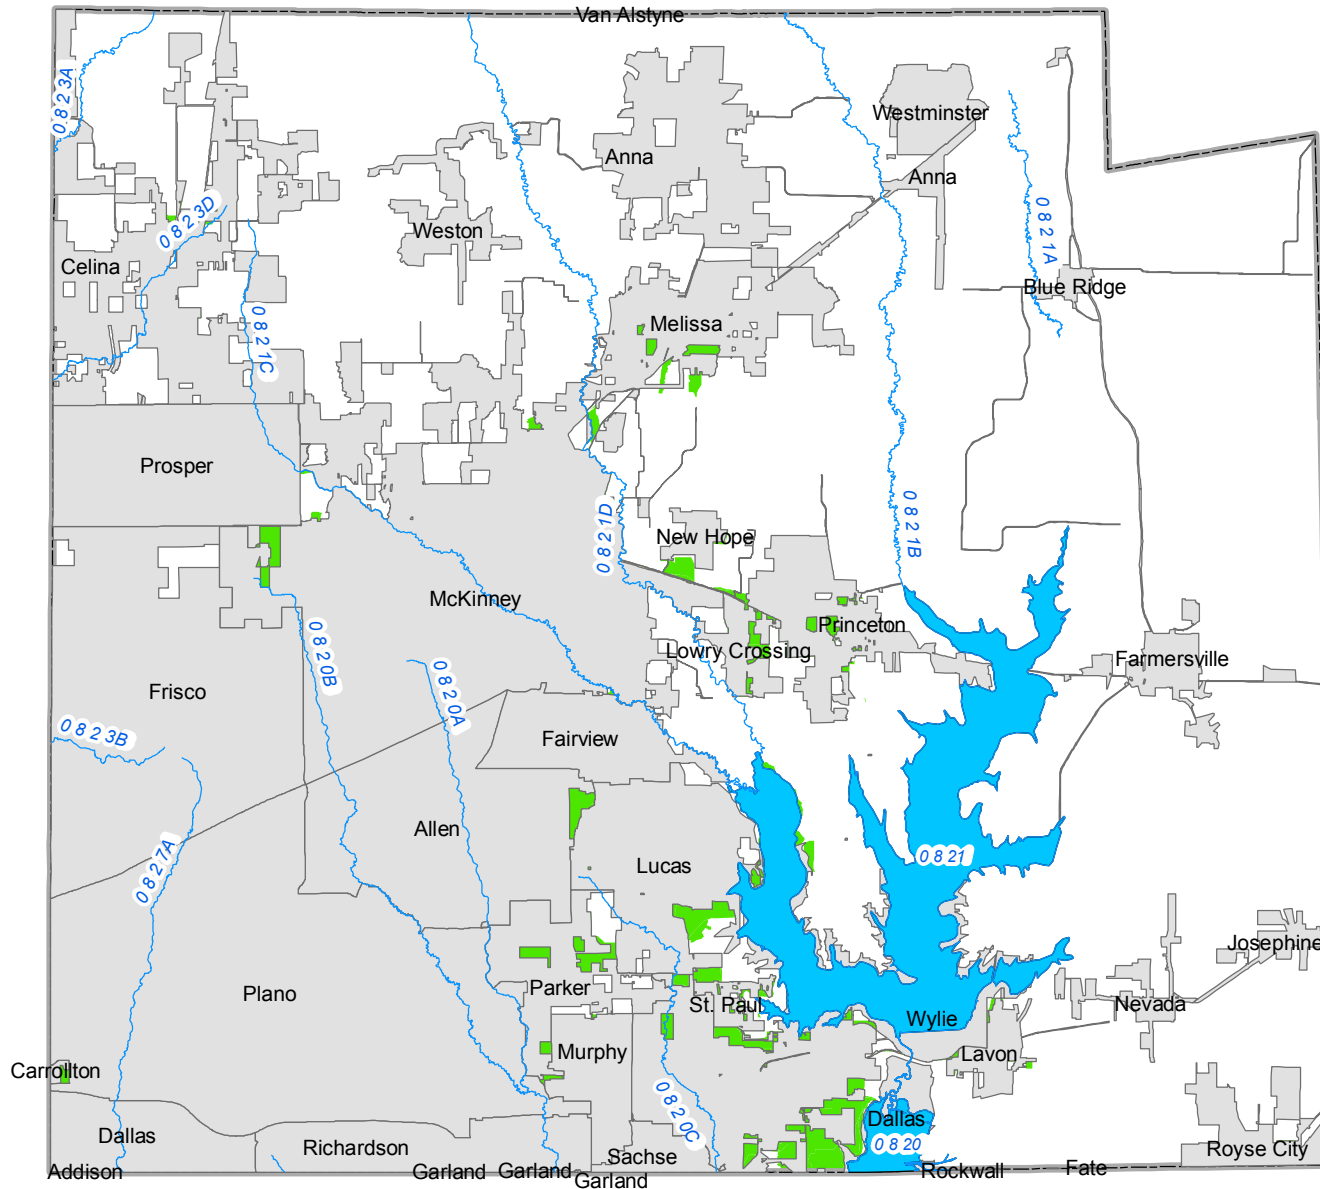 Van Alstyne
0823A
Westminster
Anna
Anna
0823D
0821A
Weston
Celina
Blue Ridge
0821C
Melissa
Prosper
0821B
0821D
New Hope
McKinney
Princeton
0820B
Lowry Crossing
Farmersville
Frisco
0820A
0823B
Fairview
Allen
0821
Lucas
0827A
Josephine
Parker
Plano
St. Paul
Nevada
Wylie
Murphy
Lavon
Carrollton
0820C
Dallas
Dallas
0820
Richardson
Royse City
Sachse
Addison
Garland
Garland
Garland
Rockwall
Fate